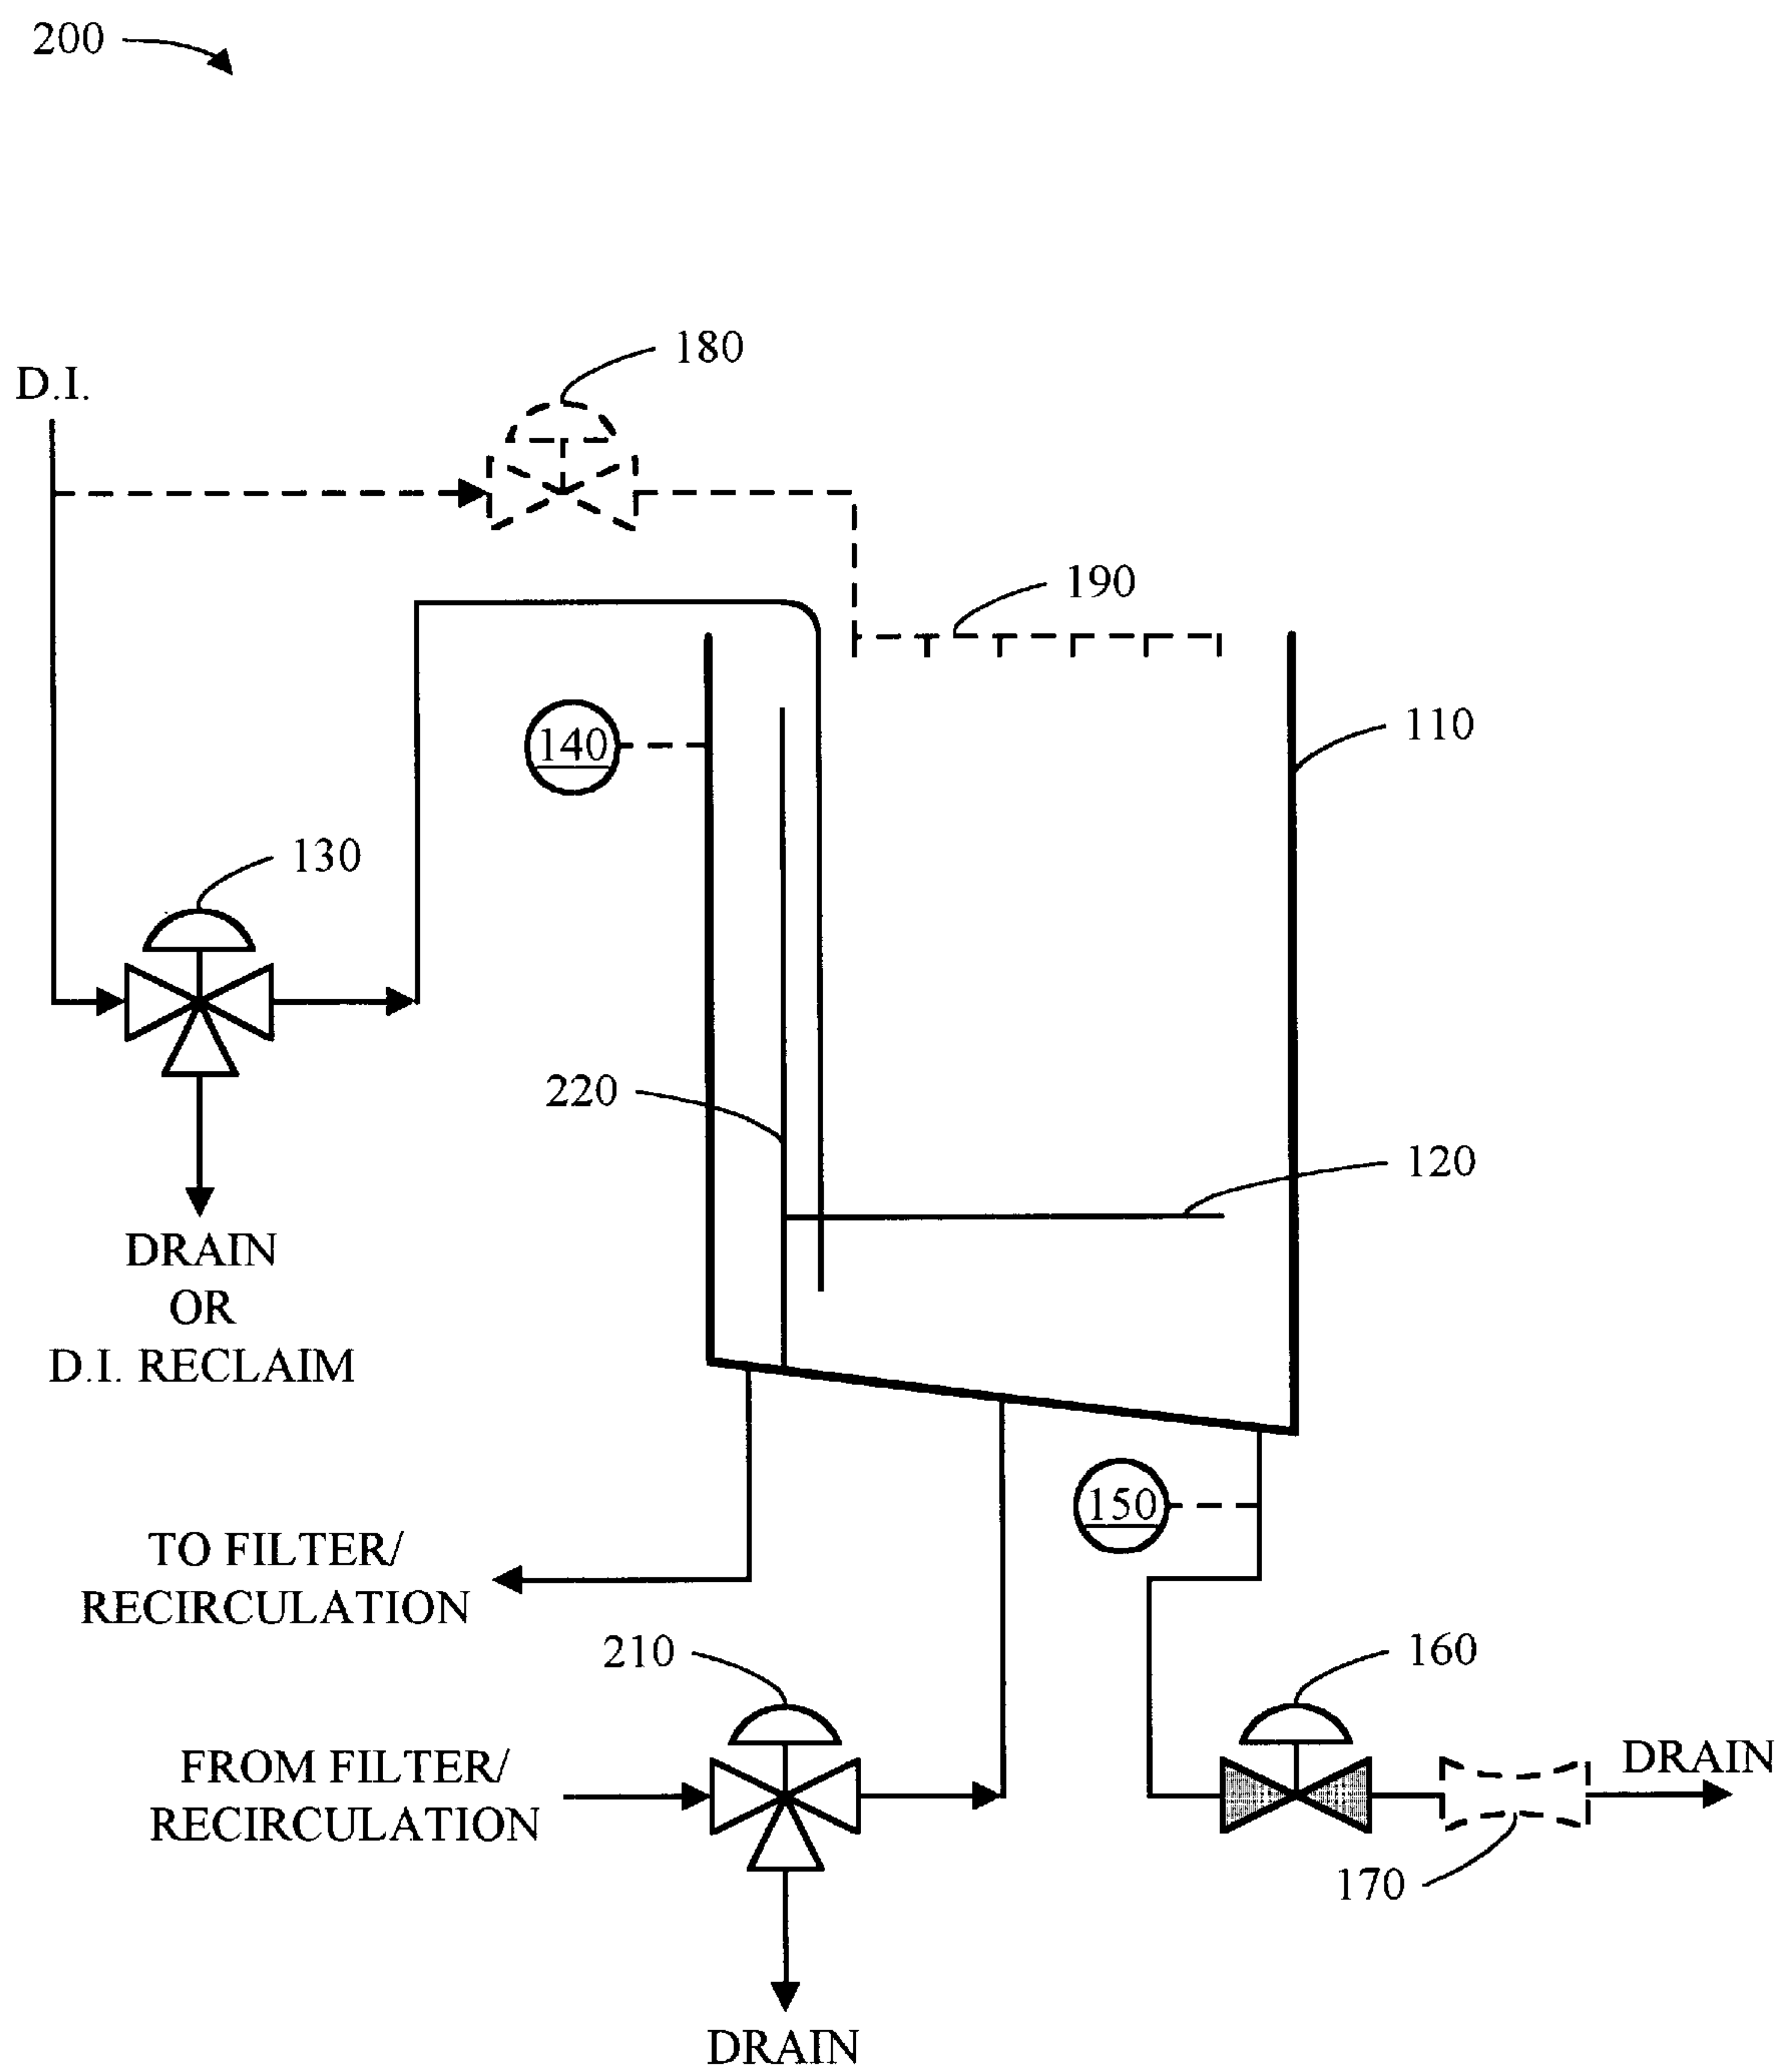 200
180
D.I.
190
110
140
130
220
120
DRAIN
OR
D.I. RECLAIM
150
TO FILTER/
RECIRCULATION
210
160
FROM FILTER/
RECIRCULATION
DRAIN
170
DRAIN